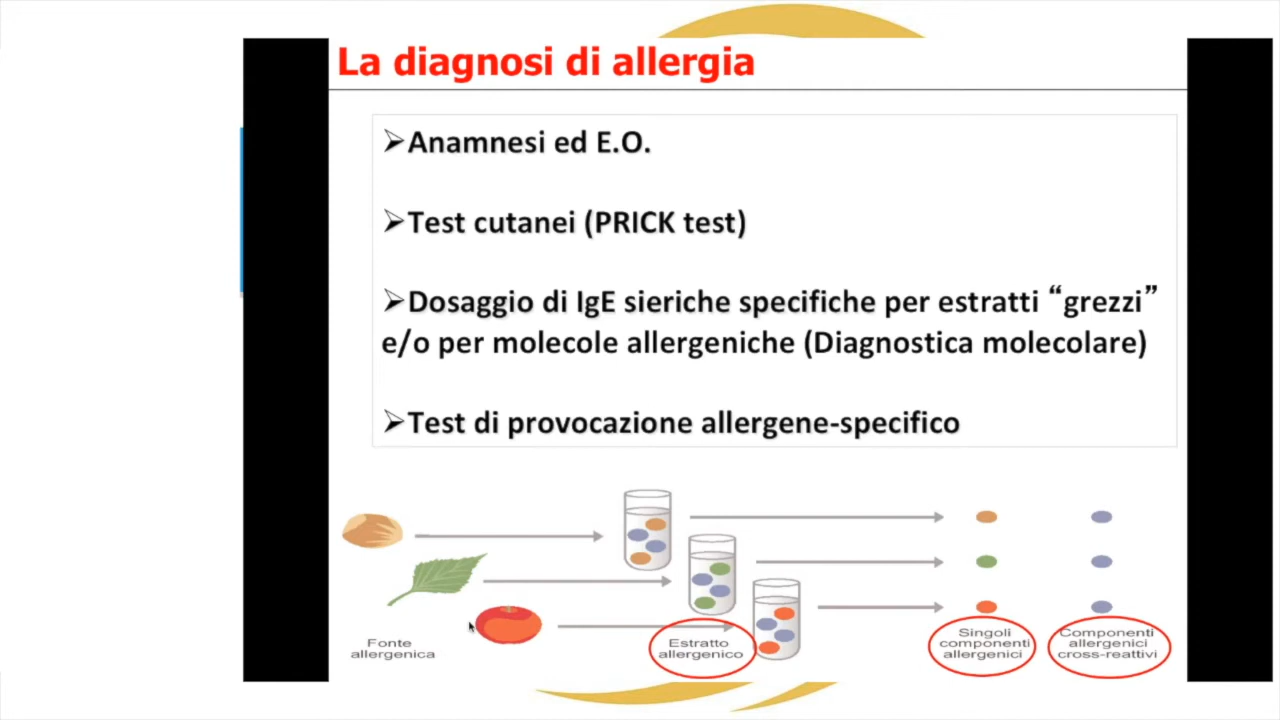 La diagnosi di allergia
➢Anamnesi ed E.O.
➢Test cutanei (PRICK test)
➢Dosaggio di IgE sieriche specifiche per estratti “grezzi”
e/o per molecole allergeniche (Diagnostica molecolare)
➢Test di provocazione allergene-specifico
Fonte
allergenica
Estratto
allergenico
Singoli
componenti
allergenici
Componenti
allergenici
cross-reattivi